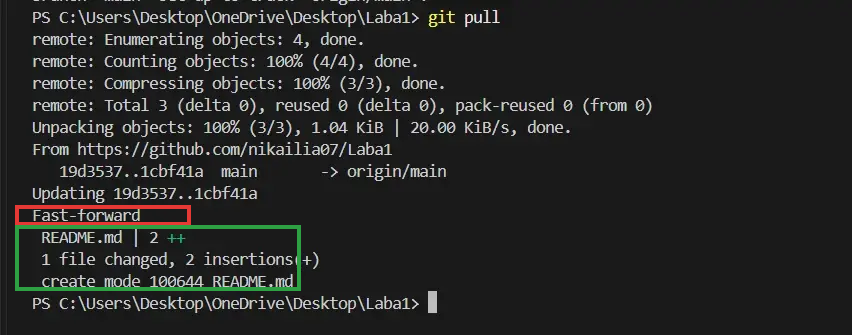 PS C:\Users\Desktop\OneDrive\Desktop\Laba1> git pull
remote: Enumerating objects: 4, done.
remote: Counting objects: 100% (4/4), done.
remote: Compressing objects: 100% (3/3), done.
remote: Total 3 (delta 0), reused 0 (delta 0), pack-reused 0 (from 0)
Unpacking objects: 100% (3/3), 1.04 KiB | 20.00 KiB/s, done.
From https://github.com/nikailia07/Laba1
   19d3537..1cbf41a  main       -> origin/main
Updating 19d3537..1cbf41a
Fast-forward
 README.md | 2 ++
 1 file changed, 2 insertions(+)
 create mode 100644 README.md
PS C:\Users\Desktop\OneDrive\Desktop\Laba1>